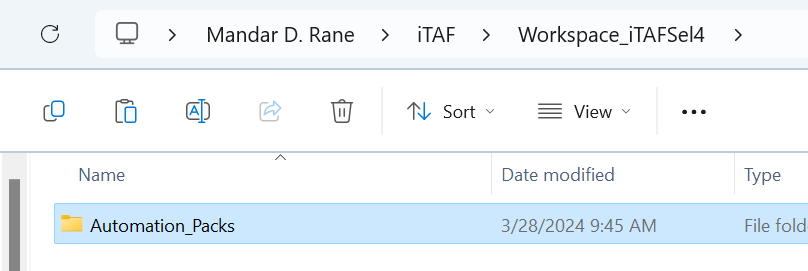 Mandar D. Rane > iTAF > Workspace_iTAFSel4 >
Sort View
Name Date modified Type
Automation_Packs 3/28/2024 9:45 AM File fold